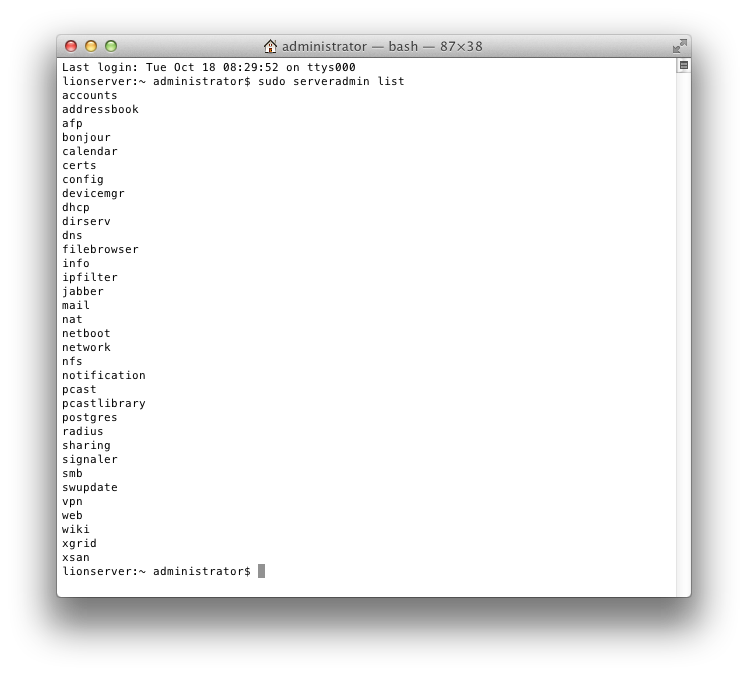 administrator — bash — 87×38
Last login: Tue Oct 18 08:29:52 on ttys000
lionserver:~ administrator$ sudo serveradmin list
accounts
addressbook
afp
bonjour
calendar
certs
config
devicemgr
dhcp
dirserv
dns
filebrowser
info
ipfilter
jabber
mail
nat
netboot
network
nfs
notification
pcast
pcastlibrary
postgres
radius
sharing
signaler
smb
swupdate
vpn
web
wiki
xgrid
xsan
lionserver:~ administrator$